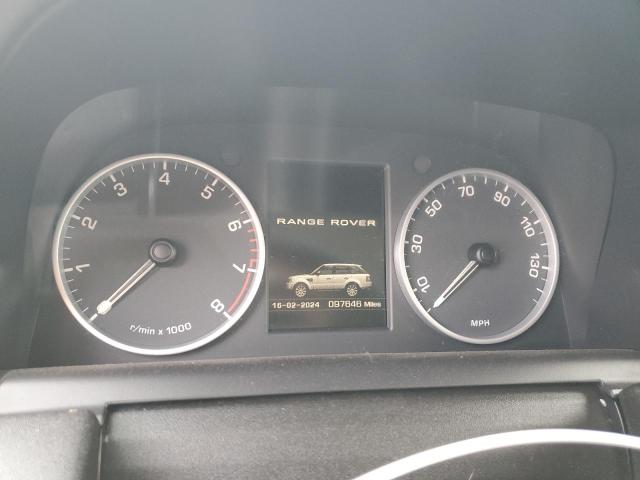 1 2 3 4 5 6 7 8
r/min x 1000
RANGE ROVER
16-02-2024 097646 Miles
10 30 50 70 90 110 130
MPH